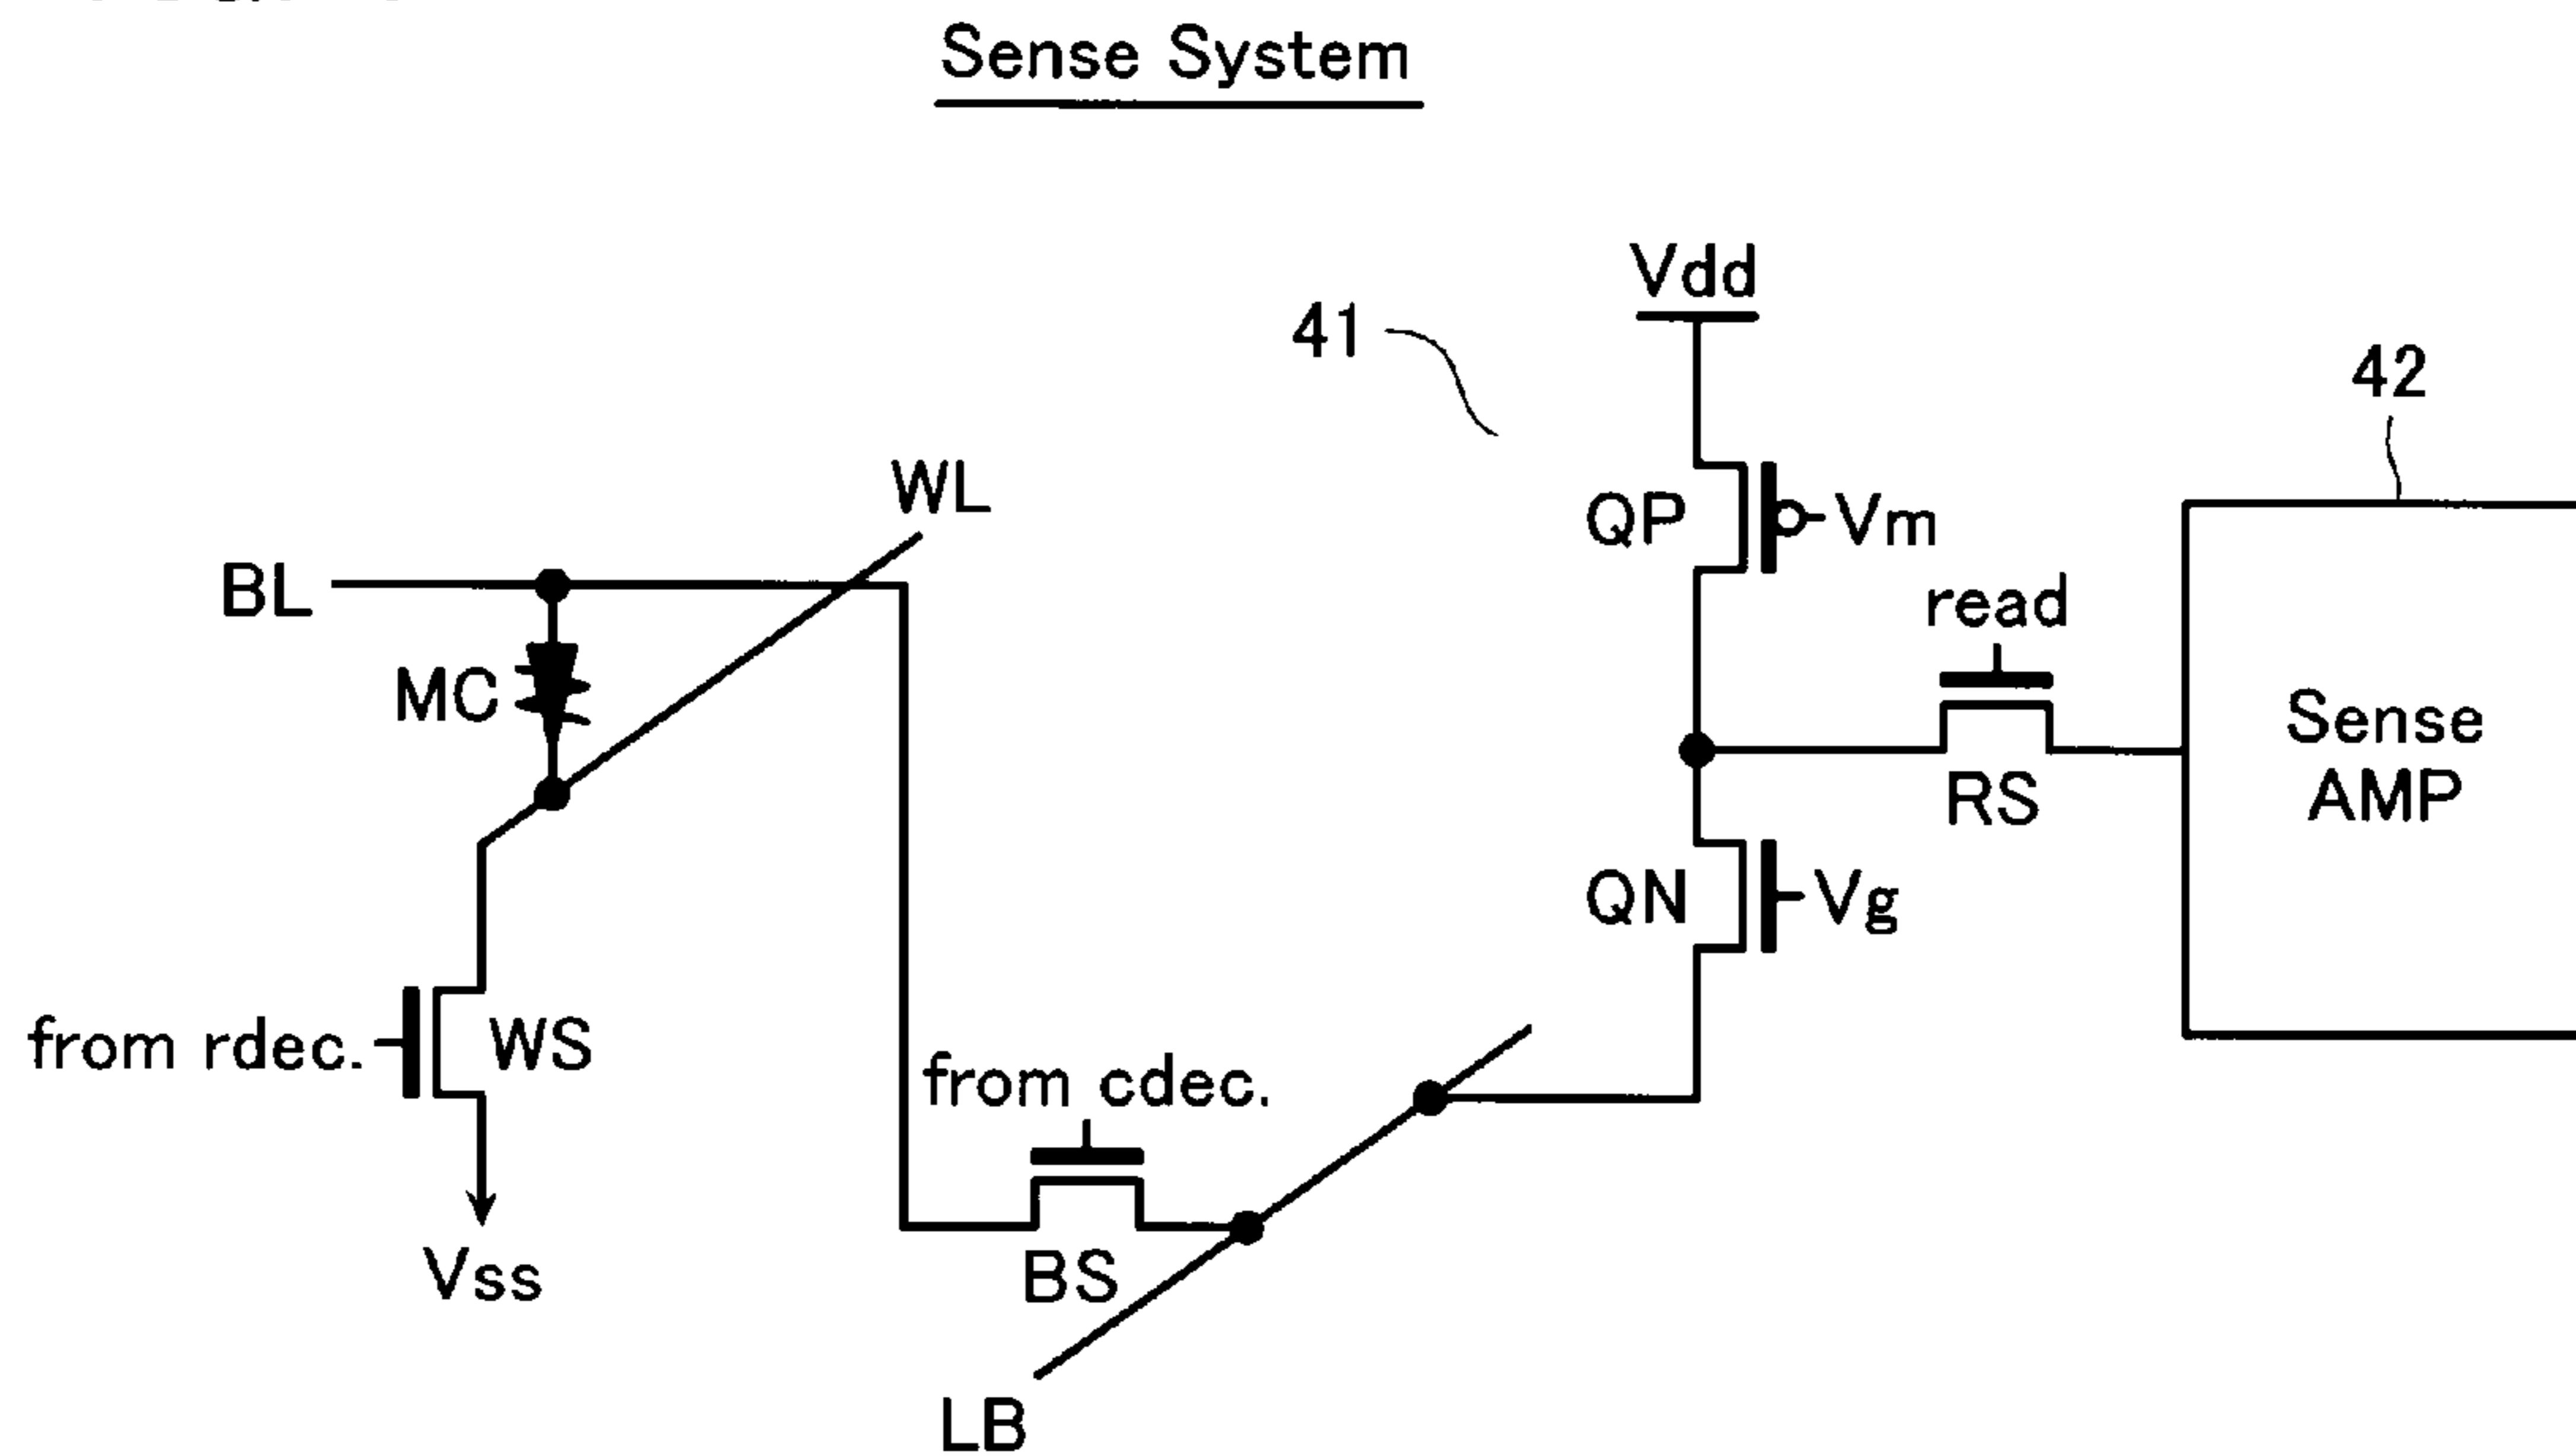 Sense System
Vdd
41
42
WL
QP
Vm
BL
read
MC
Sense
AMP
RS
QN
Vg
from rdec.
WS
from cdec.
BS
Vss
LB